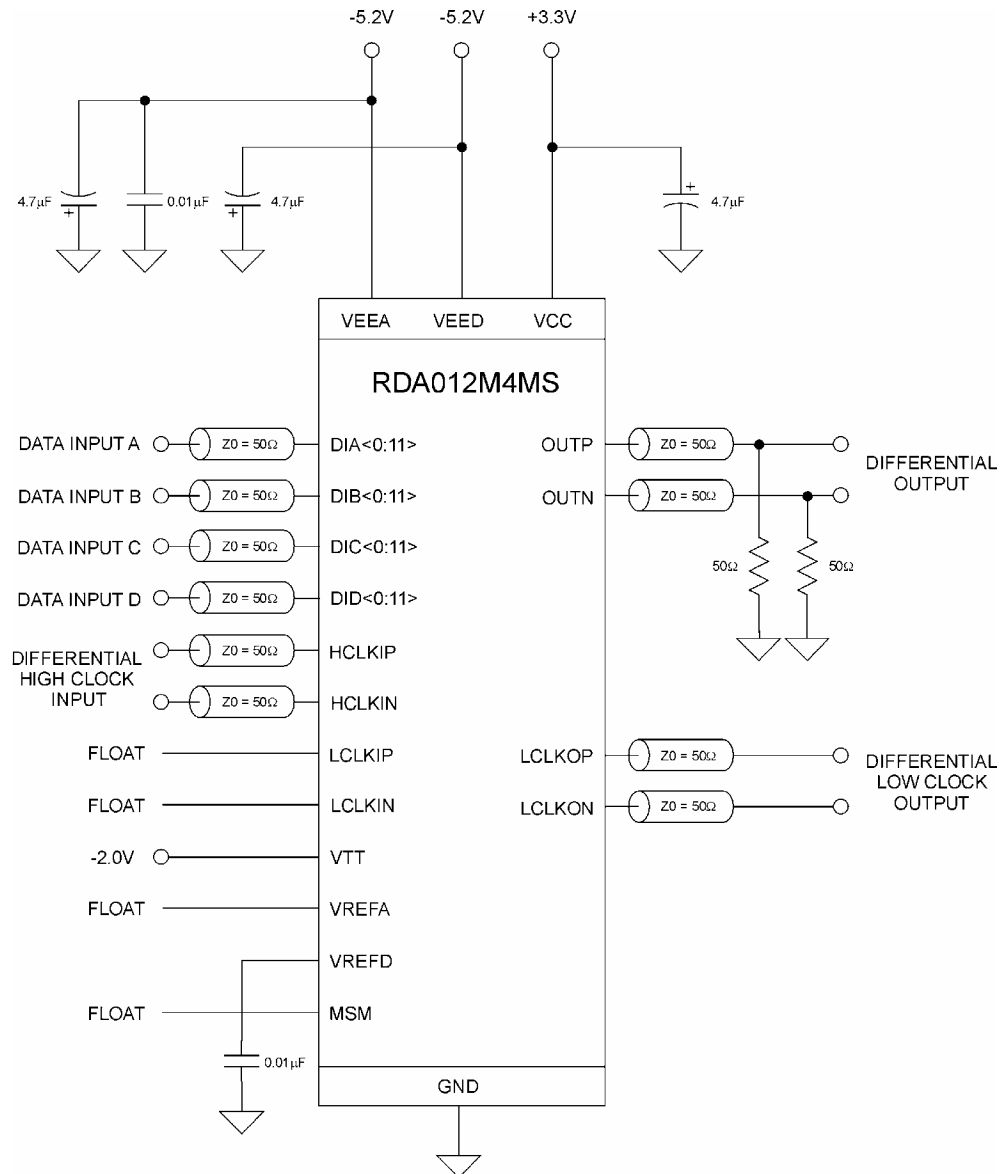 -5.2V -5.2V +3.3V
4.7µF + 0.01µF + 4.7µF + 4.7µF
VEEA VEED VCC
RDA012M4MS
DATA INPUT A Z0 = 50Ω DIA<0:11> OUTP Z0 = 50Ω
DIFFERENTIAL
OUTPUT
DATA INPUT B Z0 = 50Ω DIB<0:11> OUTN Z0 = 50Ω
DATA INPUT C Z0 = 50Ω DIC<0:11>
50Ω 50Ω
DATA INPUT D Z0 = 50Ω DID<0:11>
DIFFERENTIAL
HIGH CLOCK
INPUT
Z0 = 50Ω HCLKIP
Z0 = 50Ω HCLKIN
FLOAT LCLKIP LCLKOP Z0 = 50Ω
DIFFERENTIAL
LOW CLOCK
OUTPUT
FLOAT LCLKIN LCLKON Z0 = 50Ω
-2.0V VTT
FLOAT VREFA
VREFD
FLOAT MSM
0.01µF
GND